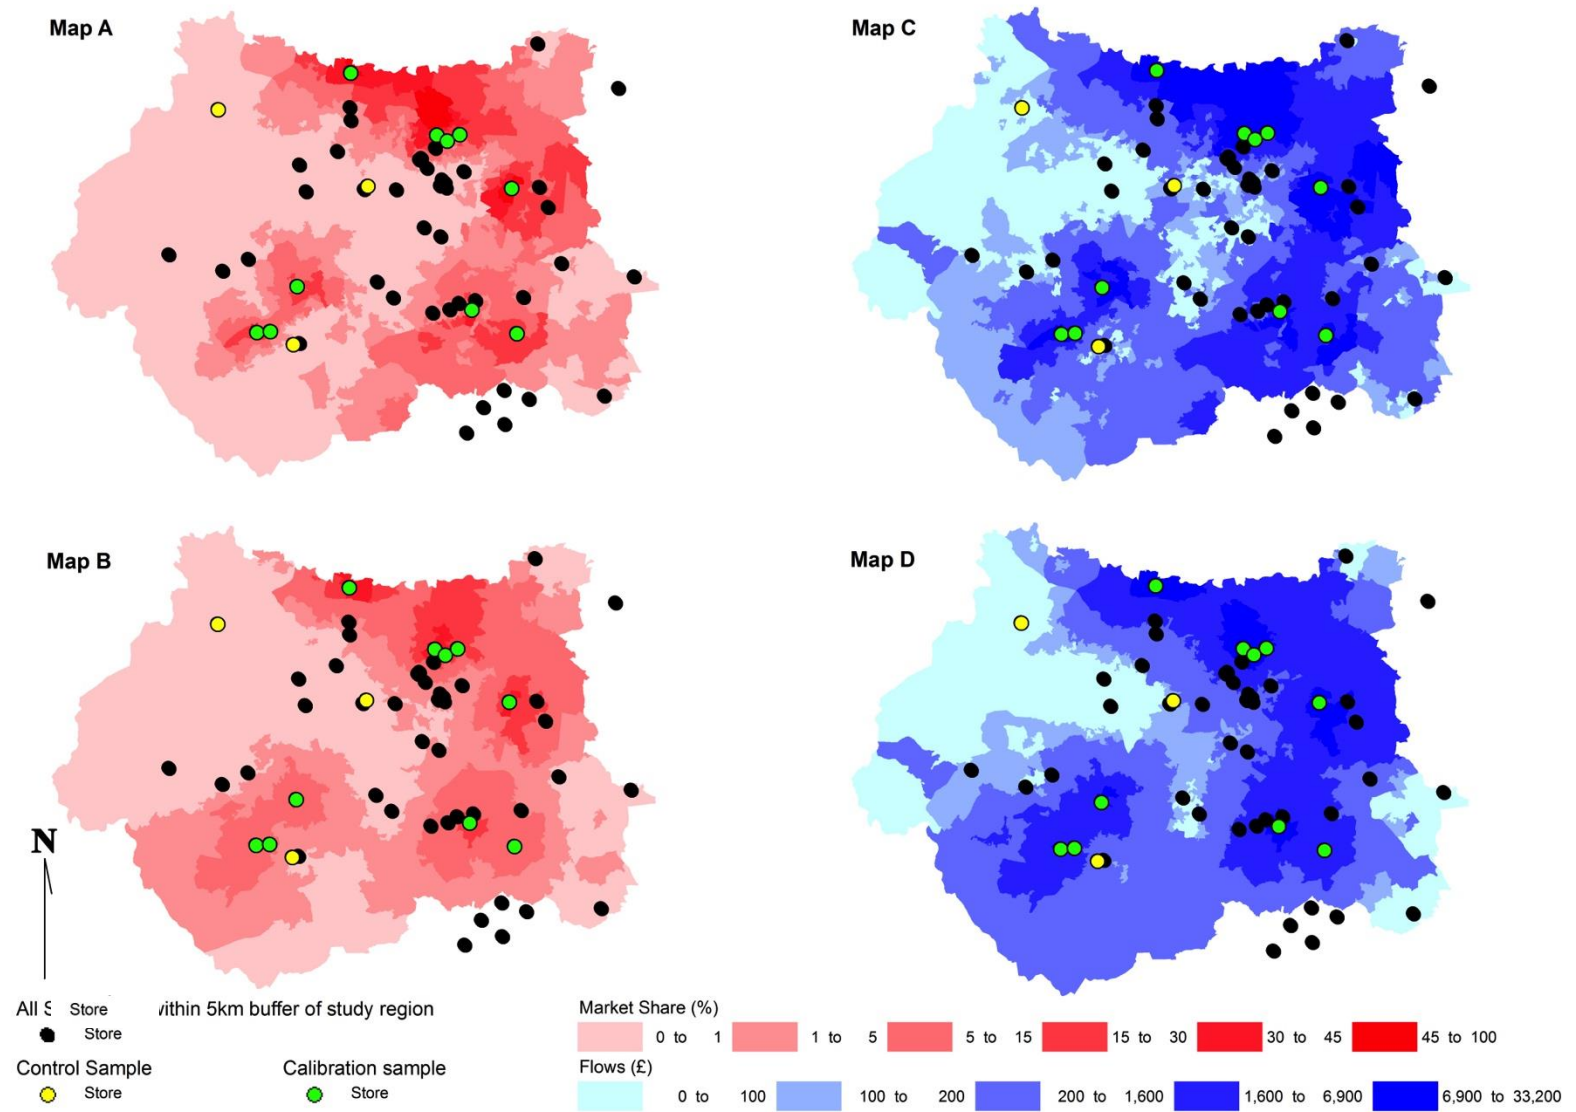 Map A
Map C
Map B
Map D
N
All S Store vithin 5km buffer of study region
Store
Control Sample
Store
Calibration sample
Store
Market Share (%)
0 to 1
1 to 5
5 to 15
15 to 30
30 to 45
45 to 100
Flows (£)
0 to 100
100 to 200
200 to 1,600
1,600 to 6,900
6,900 to 33,200